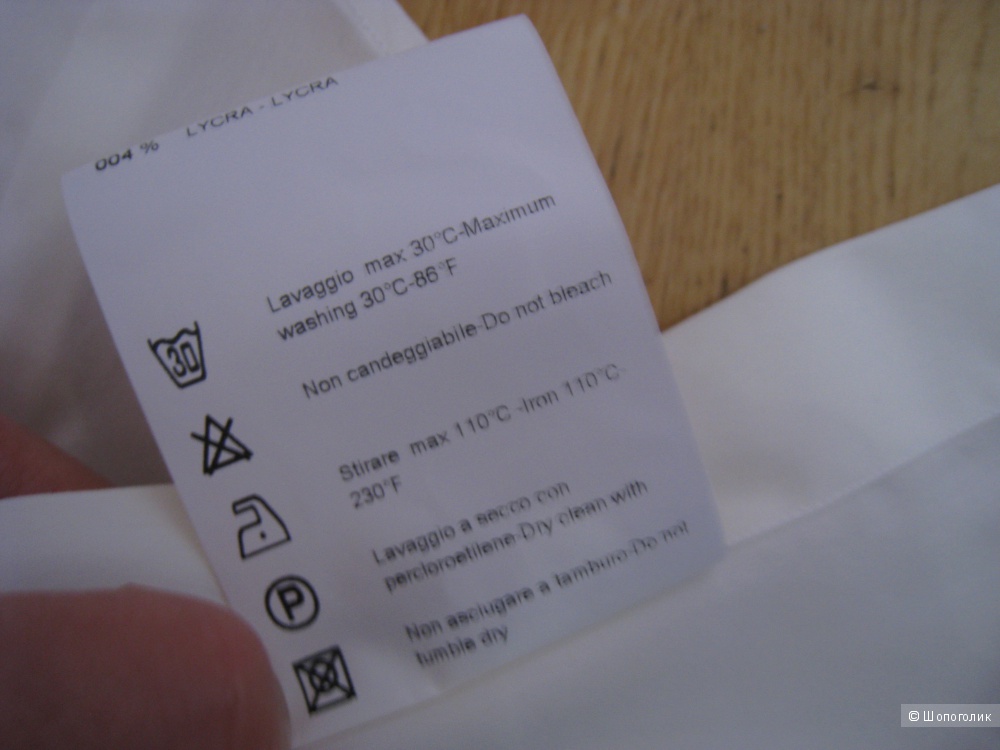 004 % LYCRA - LYCRA
Lavaggio max 30°C-Maximum
washing 30°C-86°F
30
Non candeggiabile-Do not bleach
Stirare max 110°C -Iron 110°C-
230°F
Lavaggio a secco con
percloroetilene-Dry clean with
P
Non asciugare a tamburo-Do not
tumble dry
© Шопоголик